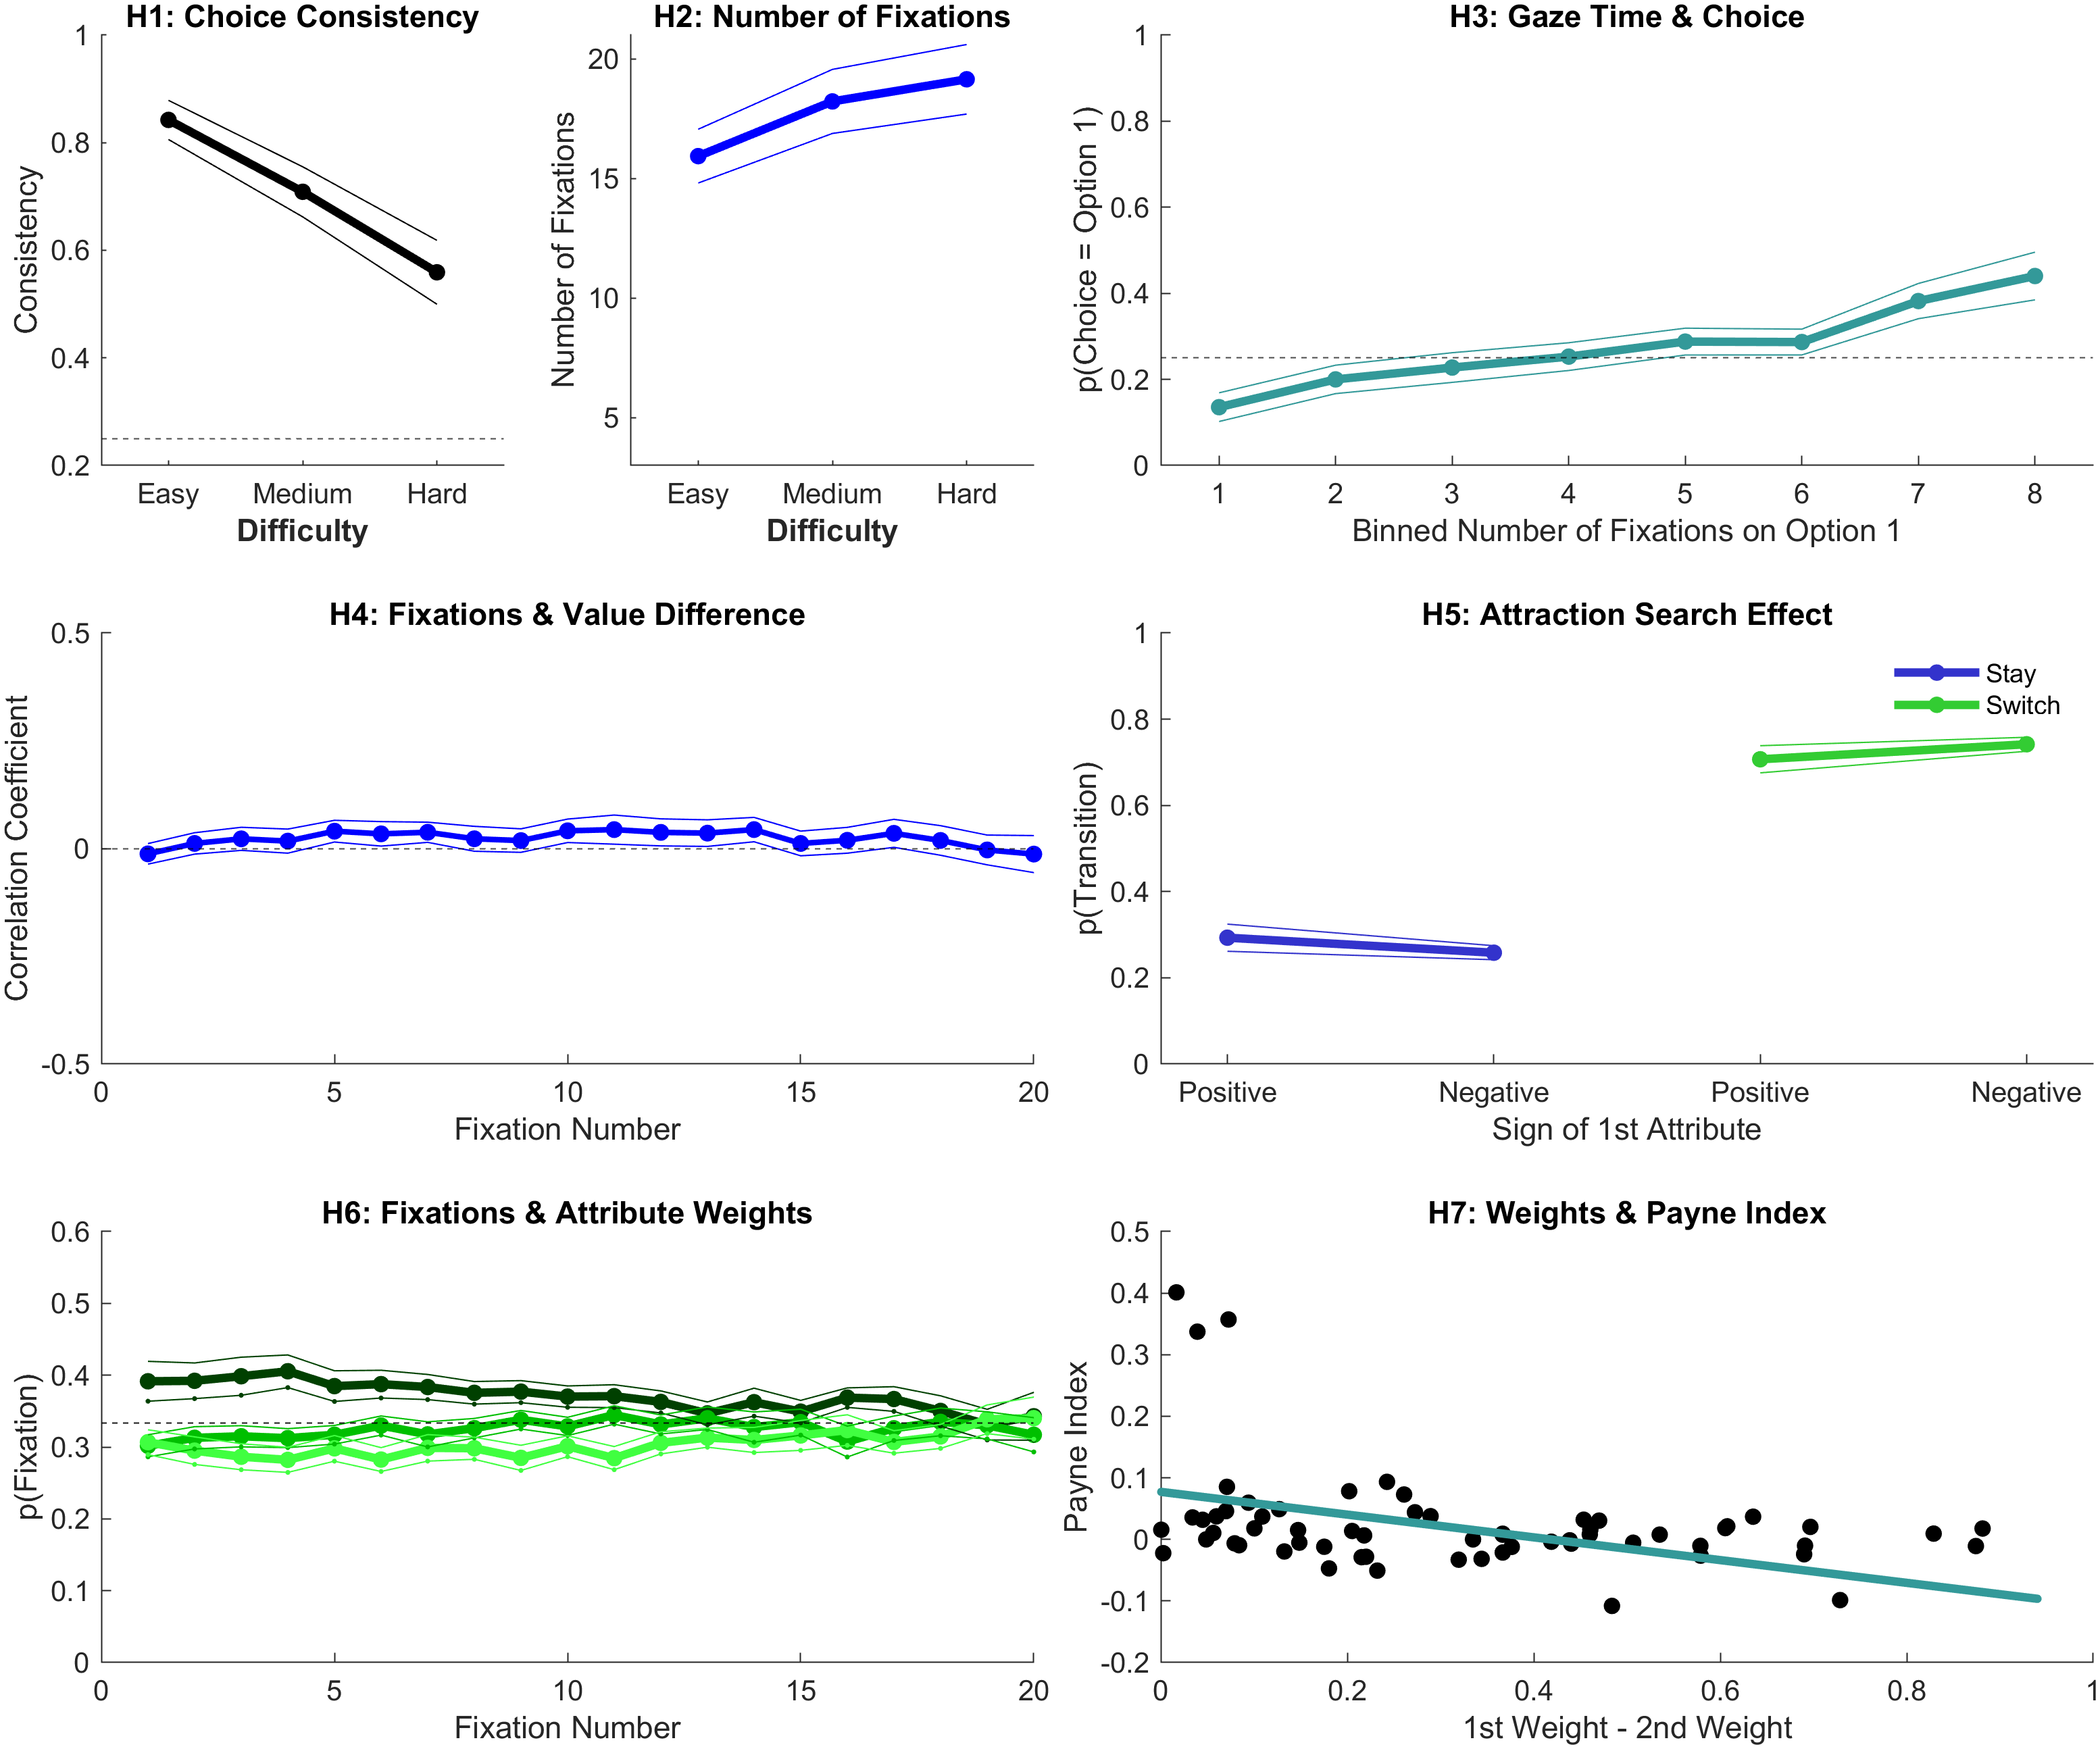 H1: Choice Consistency
1
0.8
0.6
0.4
0.2
Consistency
Easy Medium Hard
Difficulty
H2: Number of Fixations
20
15
10
5
Number of Fixations
Easy Medium Hard
Difficulty
H3: Gaze Time & Choice
1
0.8
0.6
0.4
0.2
0
p(Choice = Option 1)
1 2 3 4 5 6 7 8
Binned Number of Fixations on Option 1
H4: Fixations & Value Difference
0.5
0
-0.5
Correlation Coefficient
0 5 10 15 20
Fixation Number
H5: Attraction Search Effect
1
0.8
0.6
0.4
0.2
0
p(Transition)
Stay
Switch
Positive Negative Positive Negative
Sign of 1st Attribute
H6: Fixations & Attribute Weights
0.6
0.5
0.4
0.3
0.2
0.1
0
p(Fixation)
0 5 10 15 20
Fixation Number
H7: Weights & Payne Index
0.5
0.4
0.3
0.2
0.1
0
-0.1
-0.2
Payne Index
0 0.2 0.4 0.6 0.8 1
1st Weight - 2nd Weight